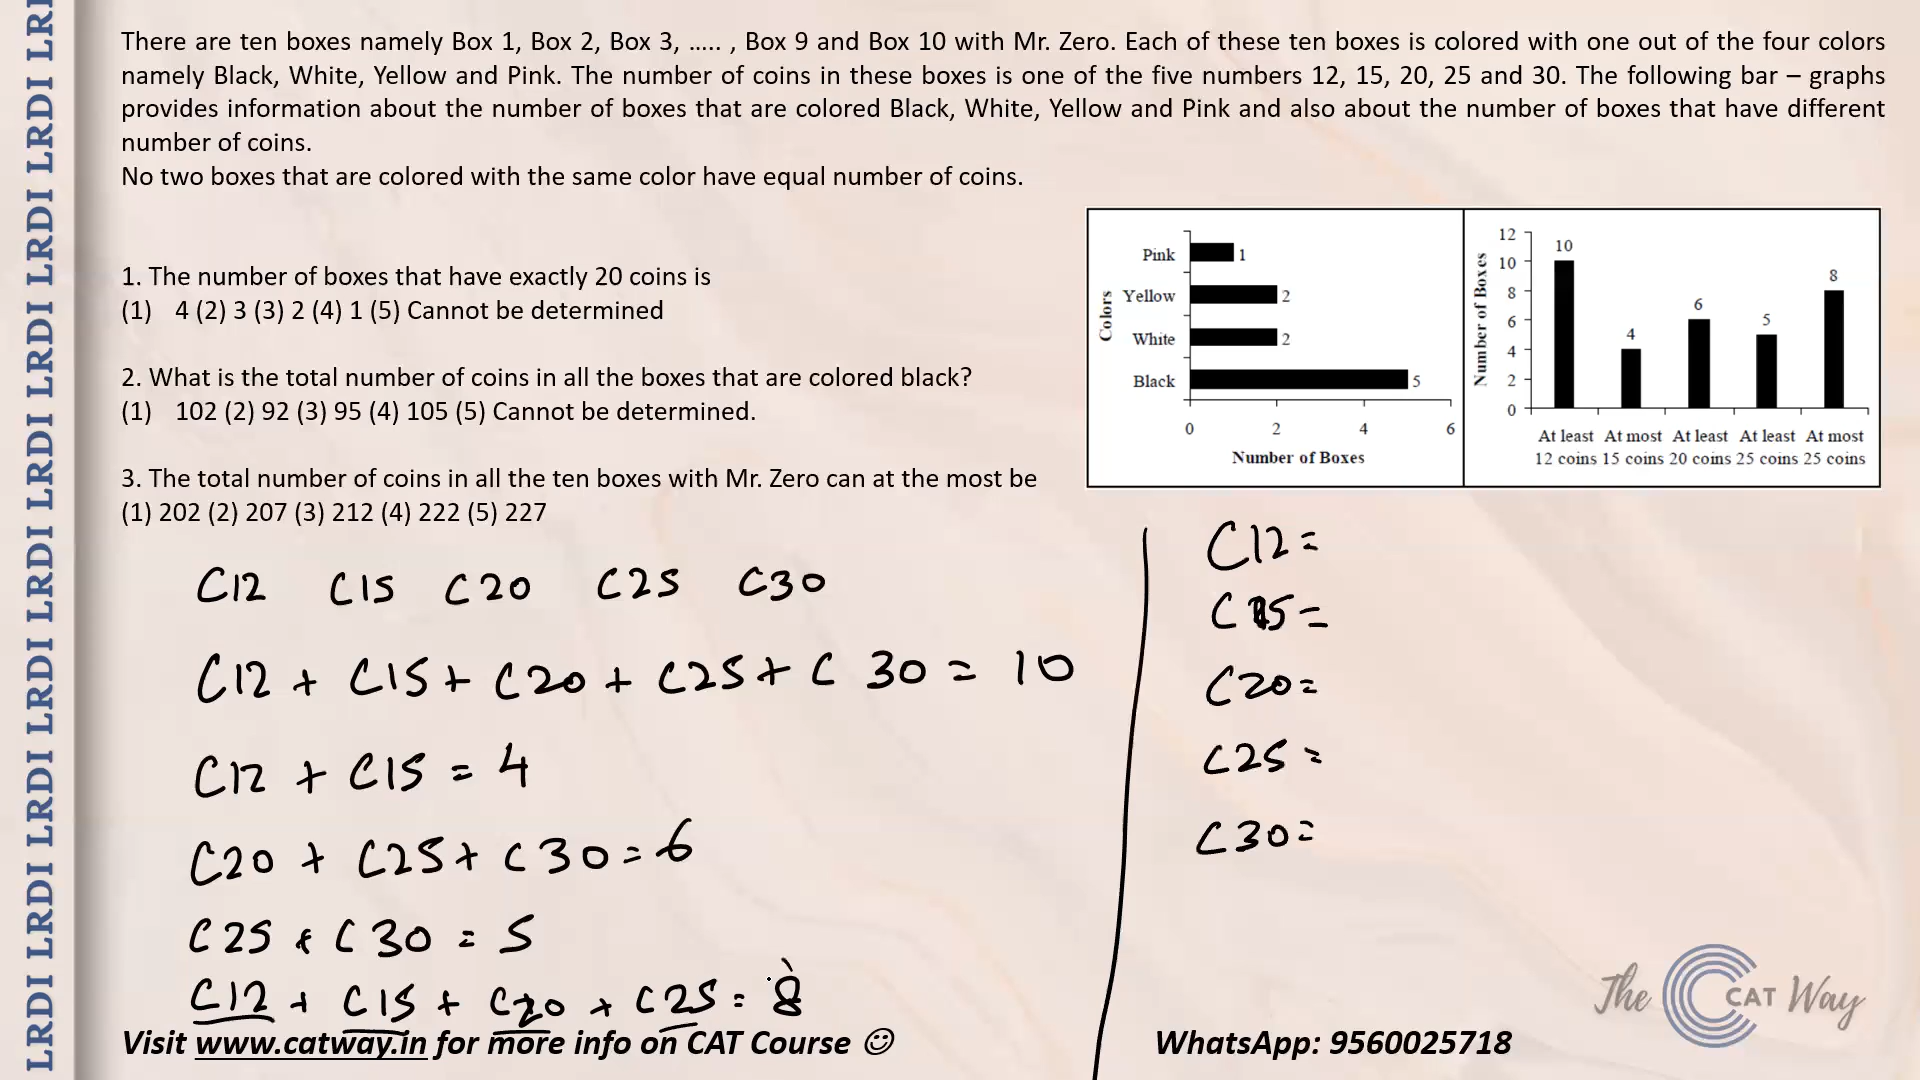 LRDI LRDI LRDI LRDI LRDI LRDI LRDI LRDI LRI
There are ten boxes namely Box 1, Box 2, Box 3, ….. , Box 9 and Box 10 with Mr. Zero. Each of these ten boxes is colored with one out of the four colors
namely Black, White, Yellow and Pink. The number of coins in these boxes is one of the five numbers 12, 15, 20, 25 and 30. The following bar – graphs
provides information about the number of boxes that are colored Black, White, Yellow and Pink and also about the number of boxes that have different
number of coins.
No two boxes that are colored with the same color have equal number of coins.
1. The number of boxes that have exactly 20 coins is
(1) 4 (2) 3 (3) 2 (4) 1 (5) Cannot be determined
2. What is the total number of coins in all the boxes that are colored black?
(1) 102 (2) 92 (3) 95 (4) 105 (5) Cannot be determined.
3. The total number of coins in all the ten boxes with Mr. Zero can at the most be
(1) 202 (2) 207 (3) 212 (4) 222 (5) 227
Colors
Pink 1
Yellow 2
White 2
Black 5
0 2 4 6
Number of Boxes
Number of Boxes
12
10
8
6
4
2
0
10 4 6 5 8
At least At most At least At least At most
12 coins 15 coins 20 coins 25 coins 25 coins
C12 C15 C20 C25 C30
C12 + C15 + C20 + C25 + C30 = 10
C12 + C15 = 4
C20 + C25 + C30 = 6
C25 + C30 = 5
C12 + C15 + C20 + C25 = 8
C12 =
C15 =
C20 =
C25 =
C30 =
The CAT Way
Visit www.catway.in for more info on CAT Course ☺
WhatsApp: 9560025718